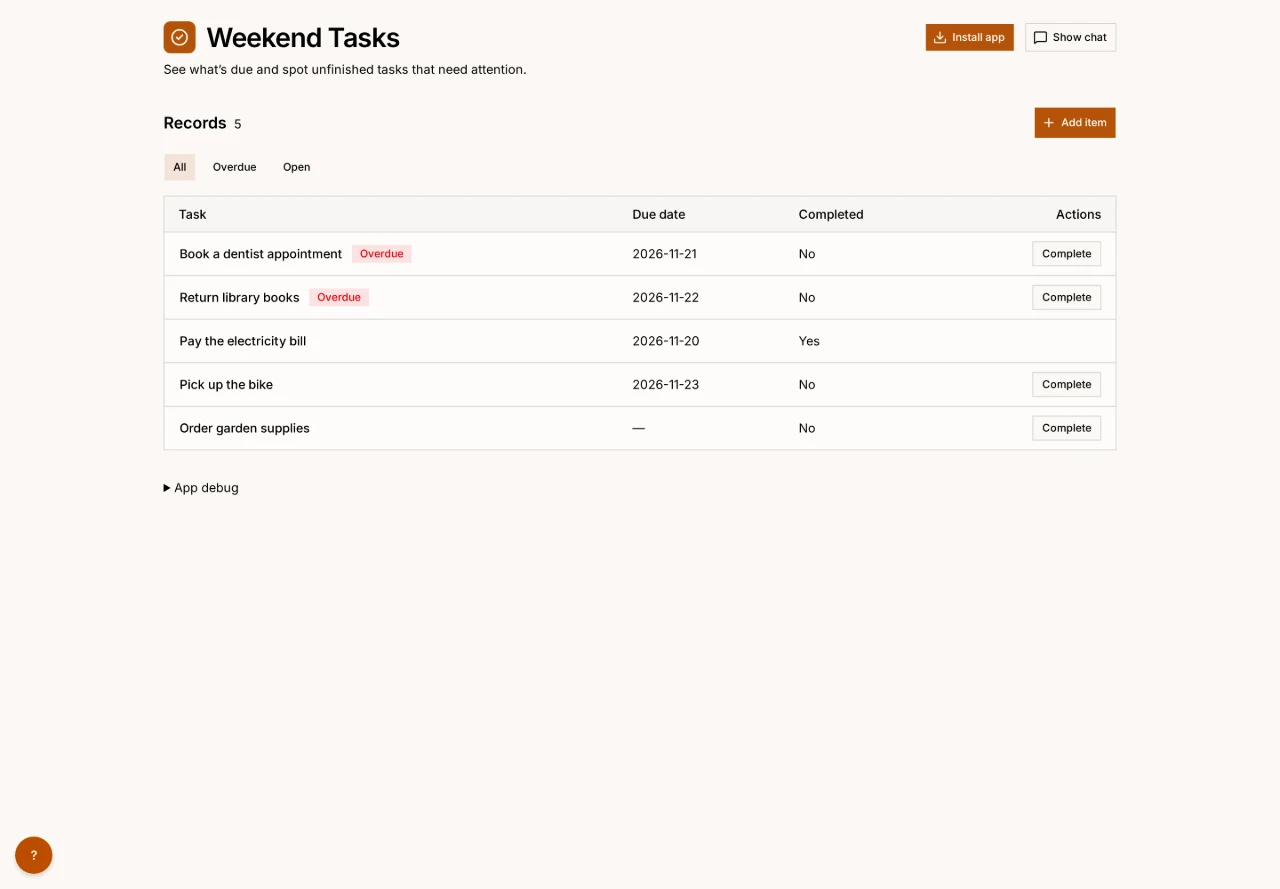 Weekend Tasks
Install app
Show chat
See what's due and spot unfinished tasks that need attention.
Records 5
Add item
All Overdue Open
Task Due date Completed Actions
Book a dentist appointment Overdue 2026-11-21 No Complete
Return library books Overdue 2026-11-22 No Complete
Pay the electricity bill 2026-11-20 Yes
Pick up the bike 2026-11-23 No Complete
Order garden supplies — No Complete
App debug
?